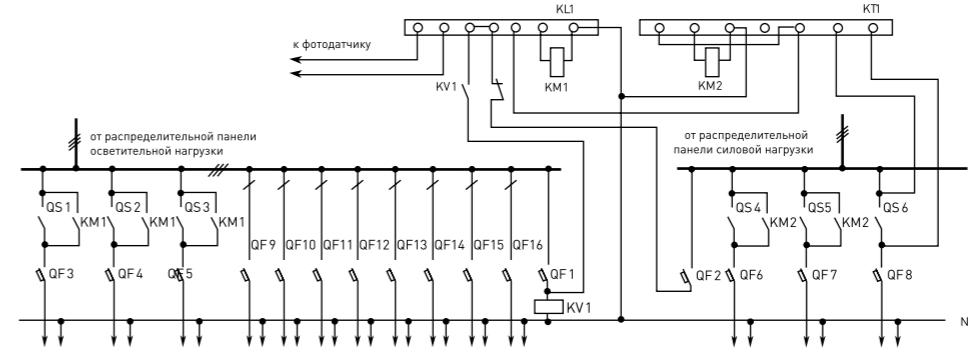 KL1
KT1
к фотодатчику
KV1
KM1
KM2
от распределительной панели
осветительной нагрузки
от распределительной
панели силовой нагрузки
QS1
KM1
QS2
KM1
QS3
KM1
QS4
KM2
QS5
KM2
QS6
QF9
QF10
QF11
QF12
QF13
QF14
QF15
QF16
QF3
QF4
QF5
QF1
QF2
QF6
QF7
QF8
KV1
N